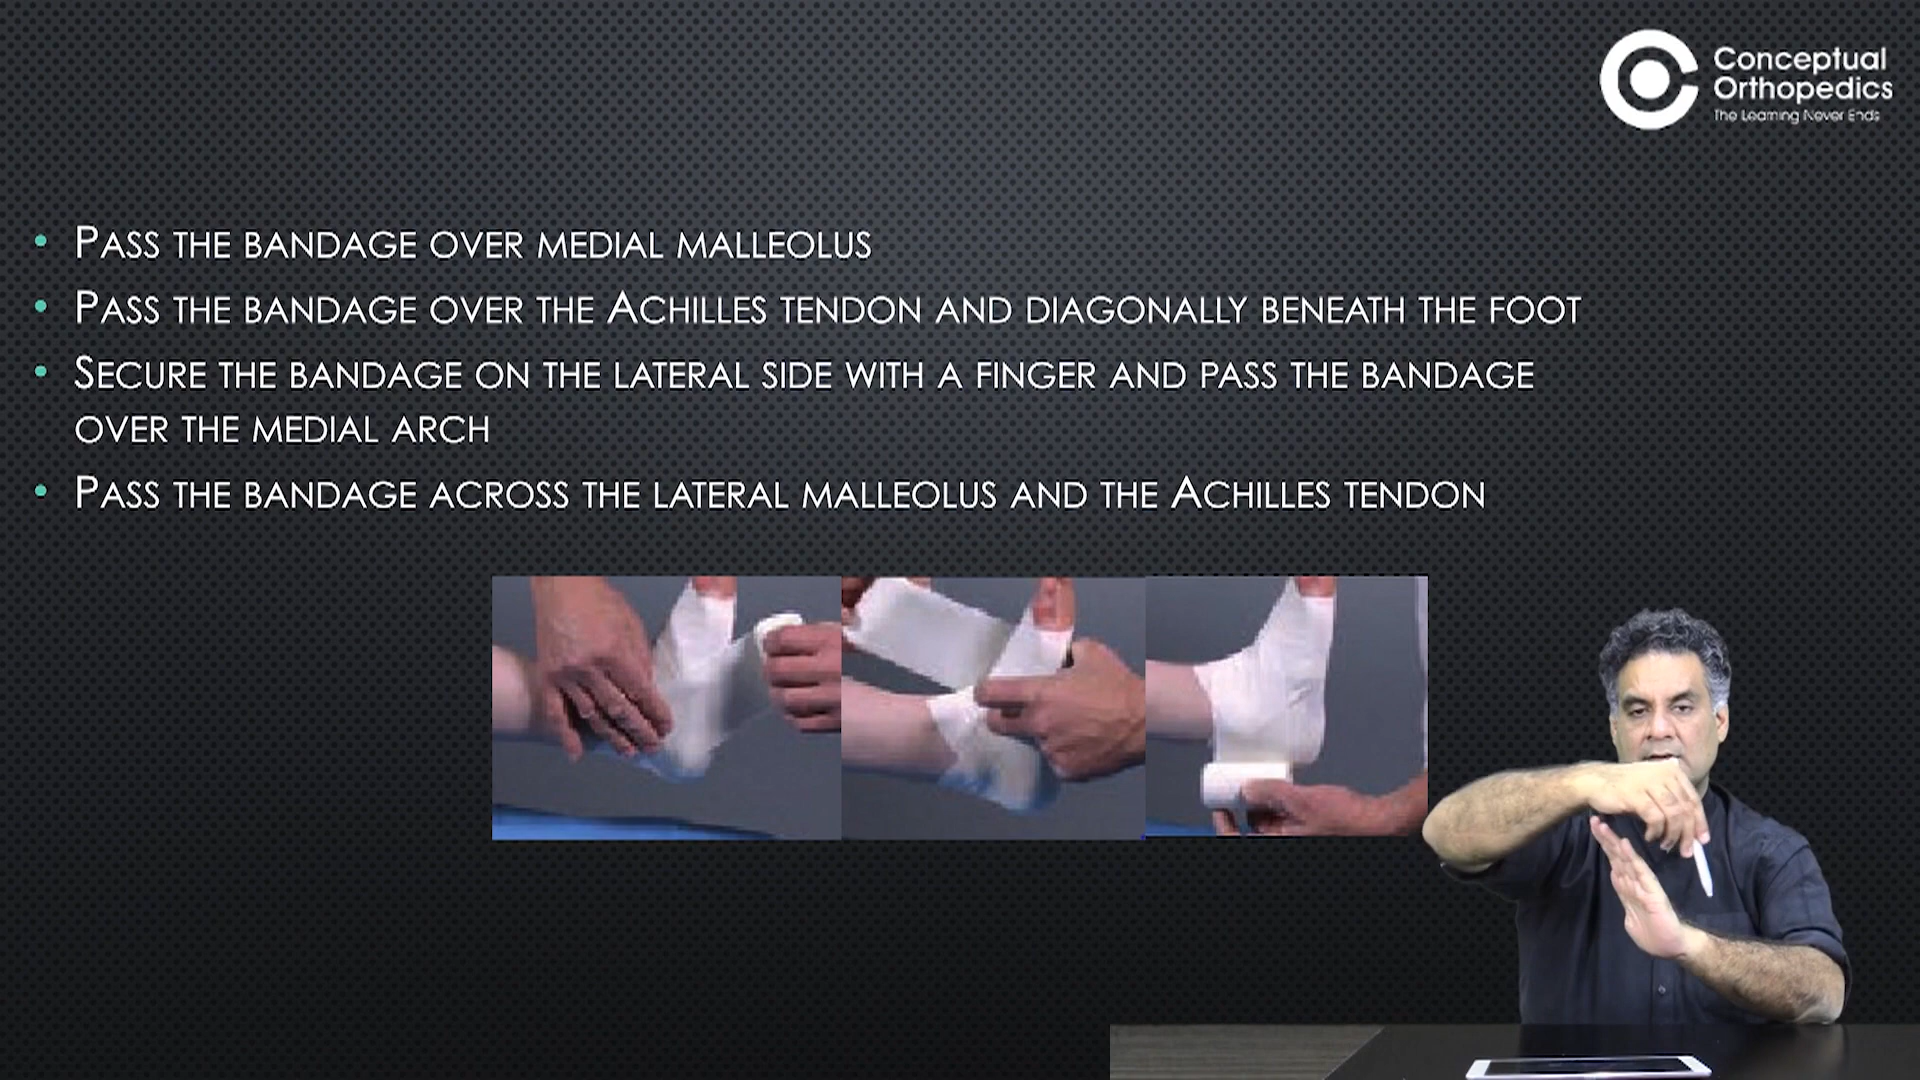 Conceptual
Orthopedics
The Learning Never Ends
• Pass the bandage over medial malleolus
• Pass the bandage over the Achilles tendon and diagonally beneath the foot
• Secure the bandage on the lateral side with a finger and pass the bandage
over the medial arch
• Pass the bandage across the lateral malleolus and the Achilles tendon